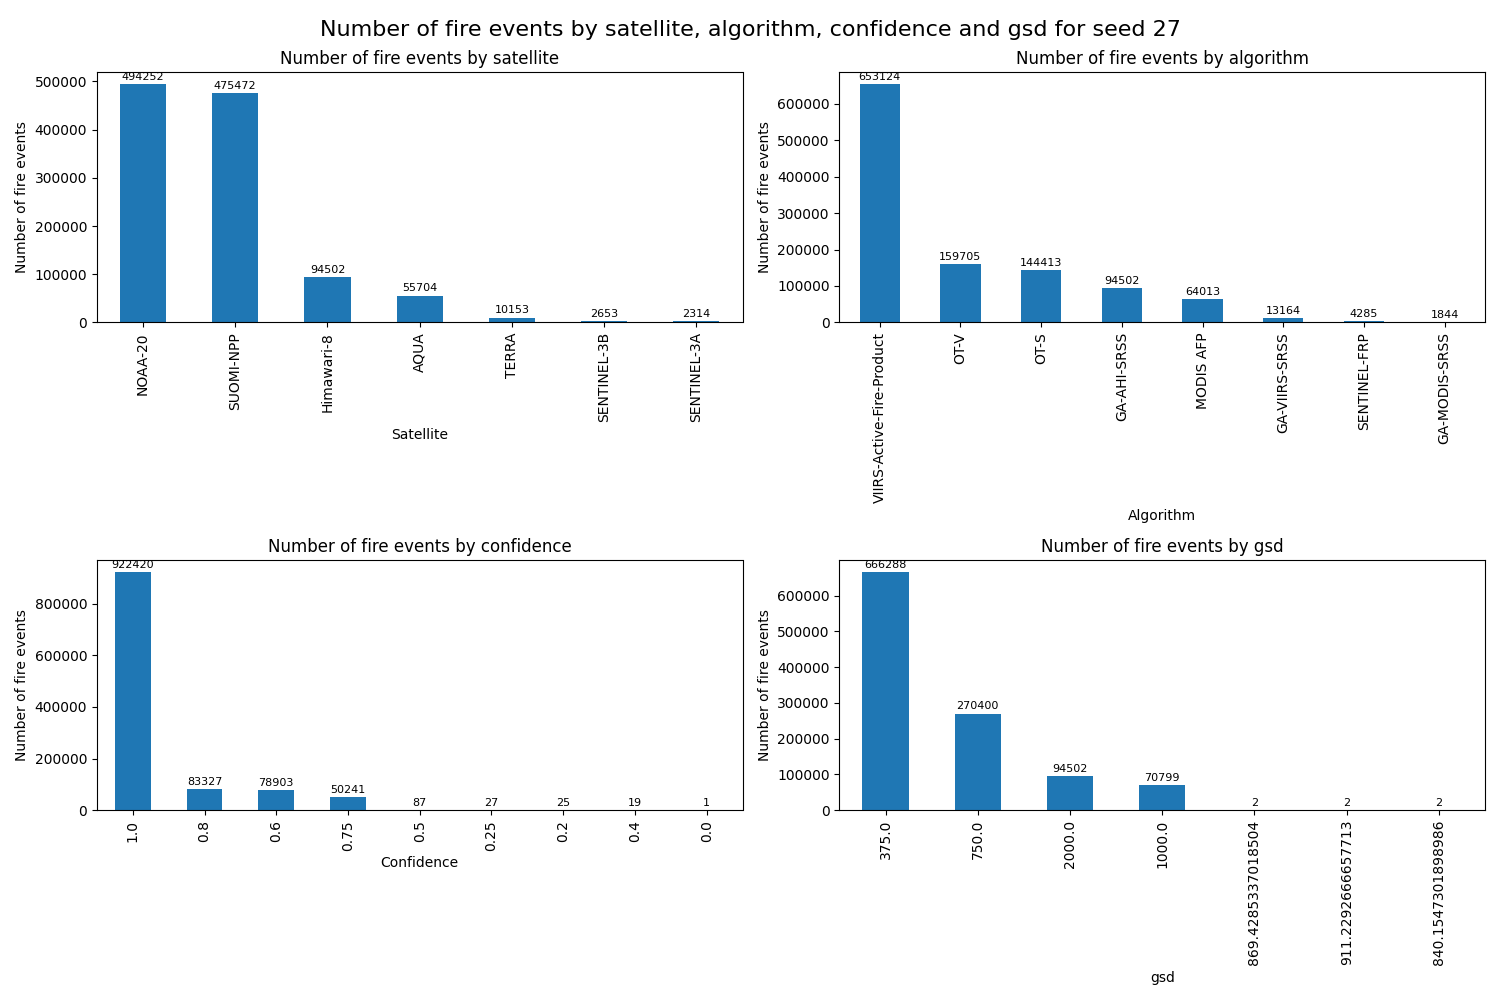 Number of fire events by satellite, algorithm, confidence and gsd for seed 27
Number of fire events by satellite
Number of fire events
500000
400000
300000
200000
100000
0
494252
475472
94502
55704
10153
2653
2314
NOAA-20
SUOMI-NPP
Himawari-8
AQUA
TERRA
SENTINEL-3B
SENTINEL-3A
Satellite
Number of fire events by algorithm
Number of fire events
600000
500000
400000
300000
200000
100000
0
653124
159705
144413
94502
64013
13164
4285
1844
VIIRS-Active-Fire-Product
OT-V
OT-S
GA-AHI-SRSS
MODIS AFP
GA-VIIRS-SRSS
SENTINEL-FRP
GA-MODIS-SRSS
Algorithm
Number of fire events by confidence
Number of fire events
800000
600000
400000
200000
0
922420
83327
78903
50241
87
27
25
19
1
1.0
0.8
0.6
0.75
0.5
0.25
0.2
0.4
0.0
Confidence
Number of fire events by gsd
Number of fire events
600000
500000
400000
300000
200000
100000
0
666288
270400
94502
70799
2
2
2
375.0
750.0
2000.0
1000.0
869.4285337018504
911.2292666657713
840.1547301898986
gsd